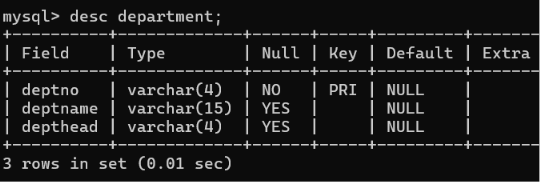 mysql> desc department;
+----------+-------------+------+-----+---------+-------
| Field    | Type        | Null | Key | Default | Extra
+----------+-------------+------+-----+---------+-------
| deptno   | varchar(4)  | NO   | PRI | NULL    |
| deptname | varchar(15) | YES  |     | NULL    |
| depthead | varchar(4)  | YES  |     | NULL    |
+----------+-------------+------+-----+---------+-------
3 rows in set (0.01 sec)